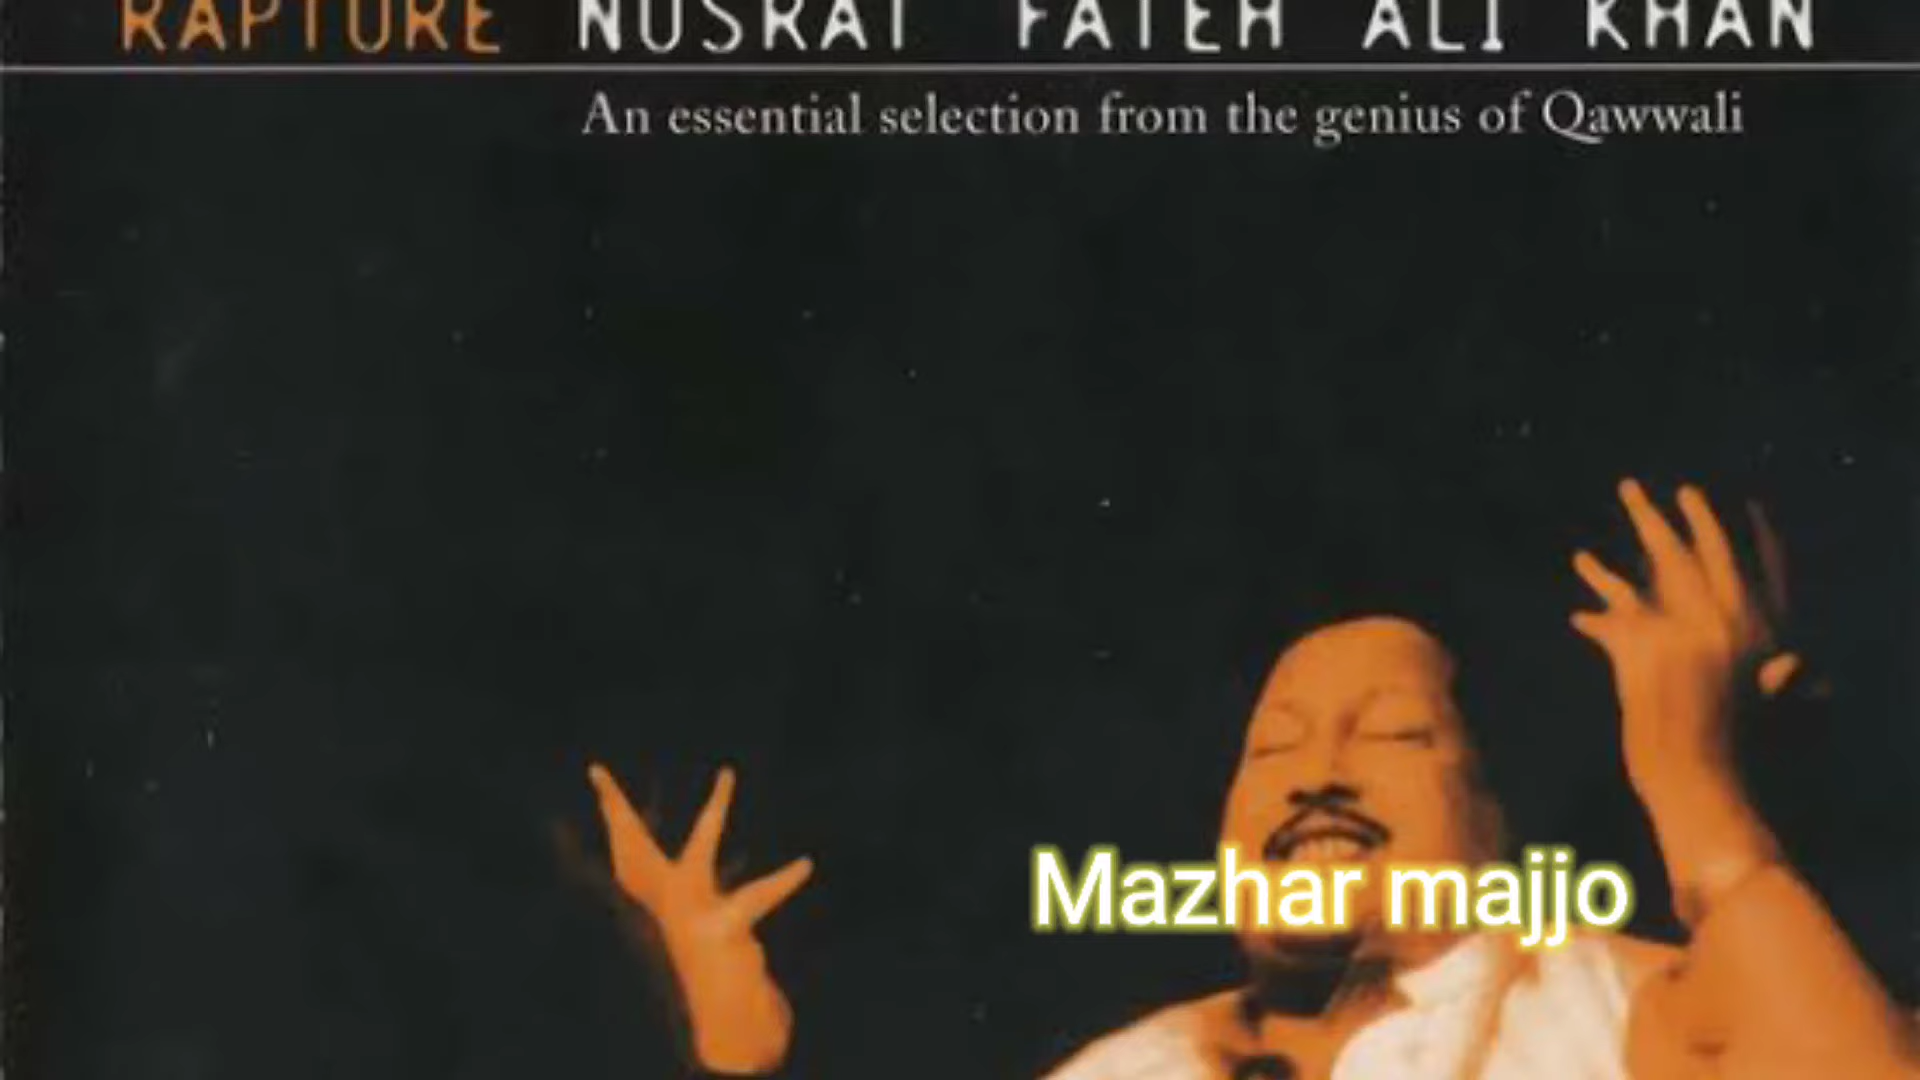 RAPTURE NUSRAT FATEH ALI KHAN
An essential selection from the genius of Qawwali
Mazhar majjo